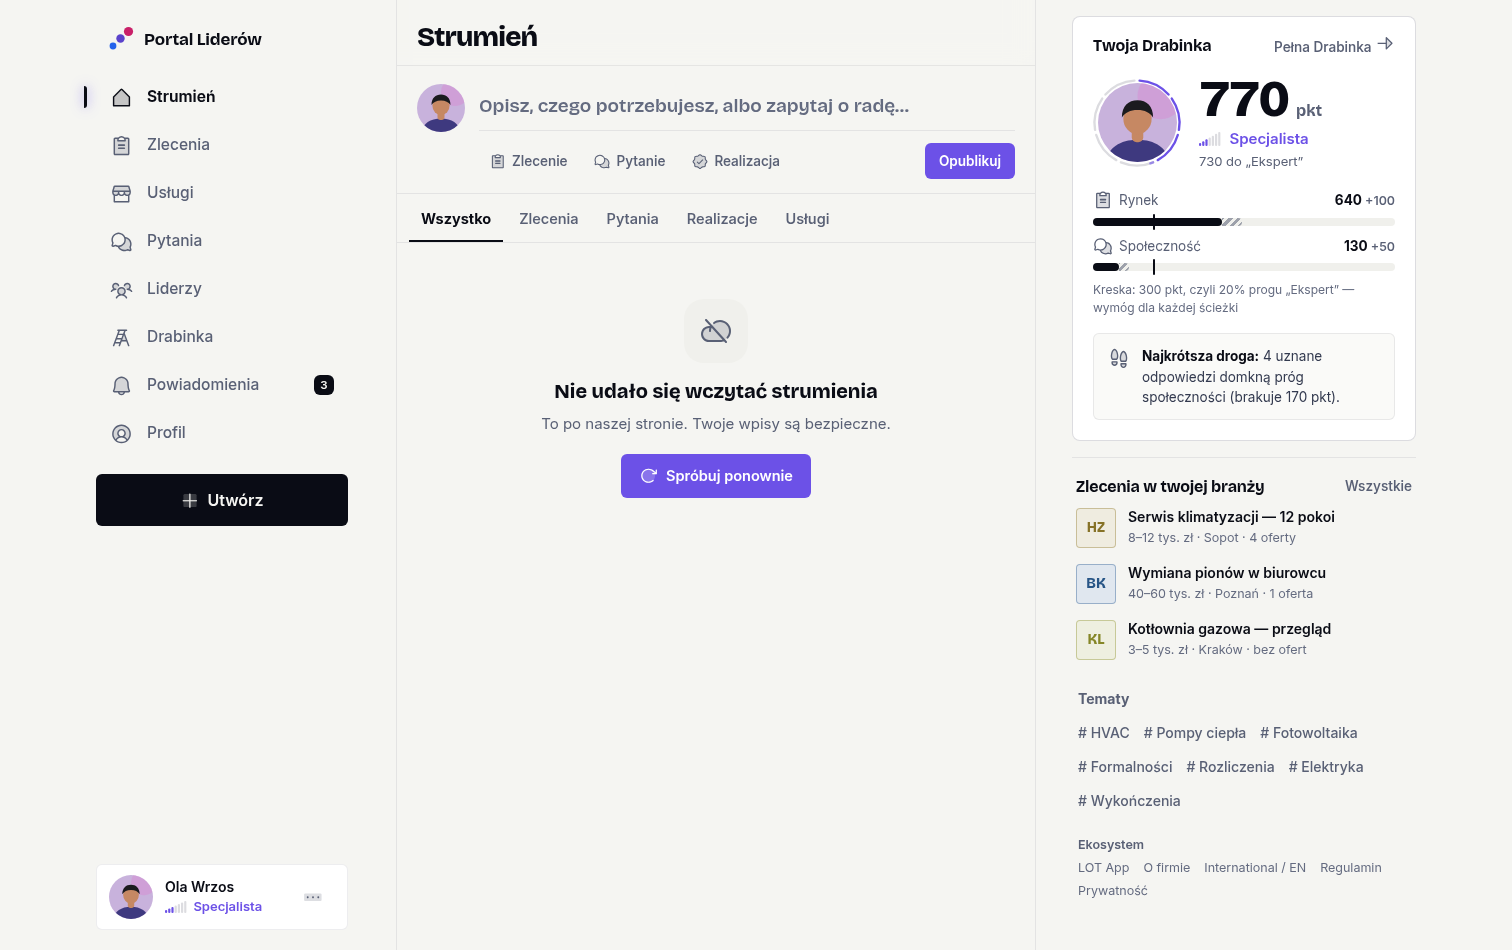 Portal Liderów
Strumień
Zlecenia
Usługi
Pytania
Liderzy
Drabinka
Powiadomienia 3
Profil
Utwórz
Ola Wrzos
Specjalista
Strumień
Opisz, czego potrzebujesz, albo zapytaj o radę...
Zlecenie Pytanie Realizacja Opublikuj
Wszystko Zlecenia Pytania Realizacje Usługi
Nie udało się wczytać strumienia
To po naszej stronie. Twoje wpisy są bezpieczne.
Spróbuj ponownie
Twoja Drabinka Pełna Drabinka
770 pkt
Specjalista
730 do „Ekspert”
Rynek 640 +100
Społeczność 130 +50
Kreska: 300 pkt, czyli 20% progu „Ekspert” —
wymóg dla każdej ścieżki
Najkrótsza droga: 4 uznane
odpowiedzi domkną próg
społeczności (brakuje 170 pkt).
Zlecenia w twojej branży Wszystkie
HZ Serwis klimatyzacji — 12 pokoi
8–12 tys. zł · Sopot · 4 oferty
BK Wymiana pionów w biurowcu
40–60 tys. zł · Poznań · 1 oferta
KL Kotłownia gazowa — przegląd
3–5 tys. zł · Kraków · bez ofert
Tematy
# HVAC # Pompy ciepła # Fotowoltaika
# Formalności # Rozliczenia # Elektryka
# Wykończenia
Ekosystem
LOT App O firmie International / EN Regulamin
Prywatność